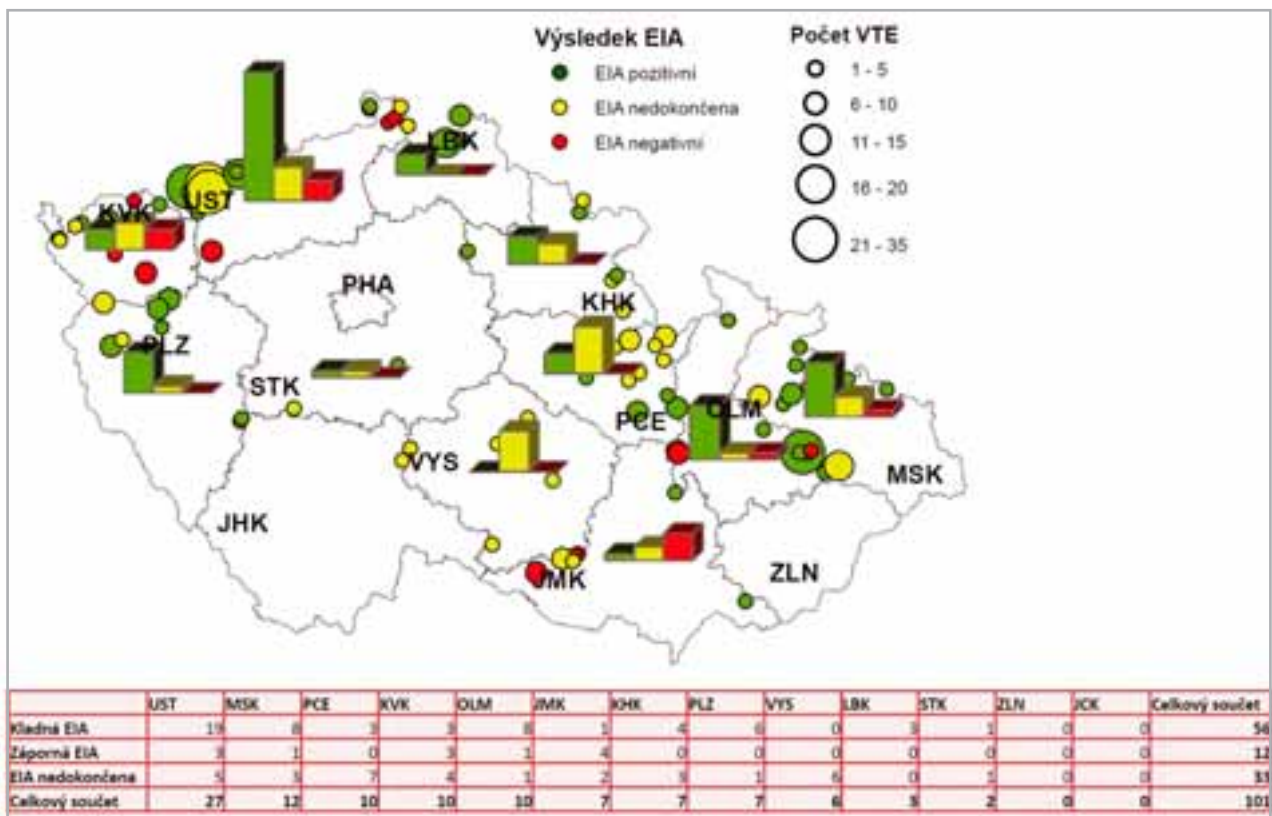 Výsledek EIA
EIA pozitivní
EIA nedokončena
EIA negativní
Počet VTE
1 - 5
6 - 10
11 - 15
16 - 20
21 - 35
LBK
UST
KVK
PHA
KHK
PLZ
STK
PCE
OLM
VYS
MSK
JHK
ZLN
JMK
UST MSK PCE KVK OLM JMK KHK PLZ VYS LBK STK ZLN JCK Celkový součet
Kladná EIA 19 8 3 3 8 1 4 6 0 3 1 0 0 56
Záporná EIA 3 1 0 3 1 4 0 0 0 0 0 0 0 12
EIA nedokončena 5 3 7 4 1 2 3 1 6 0 1 0 0 33
Celkový součet 27 12 10 10 10 7 7 7 6 3 2 0 0 101